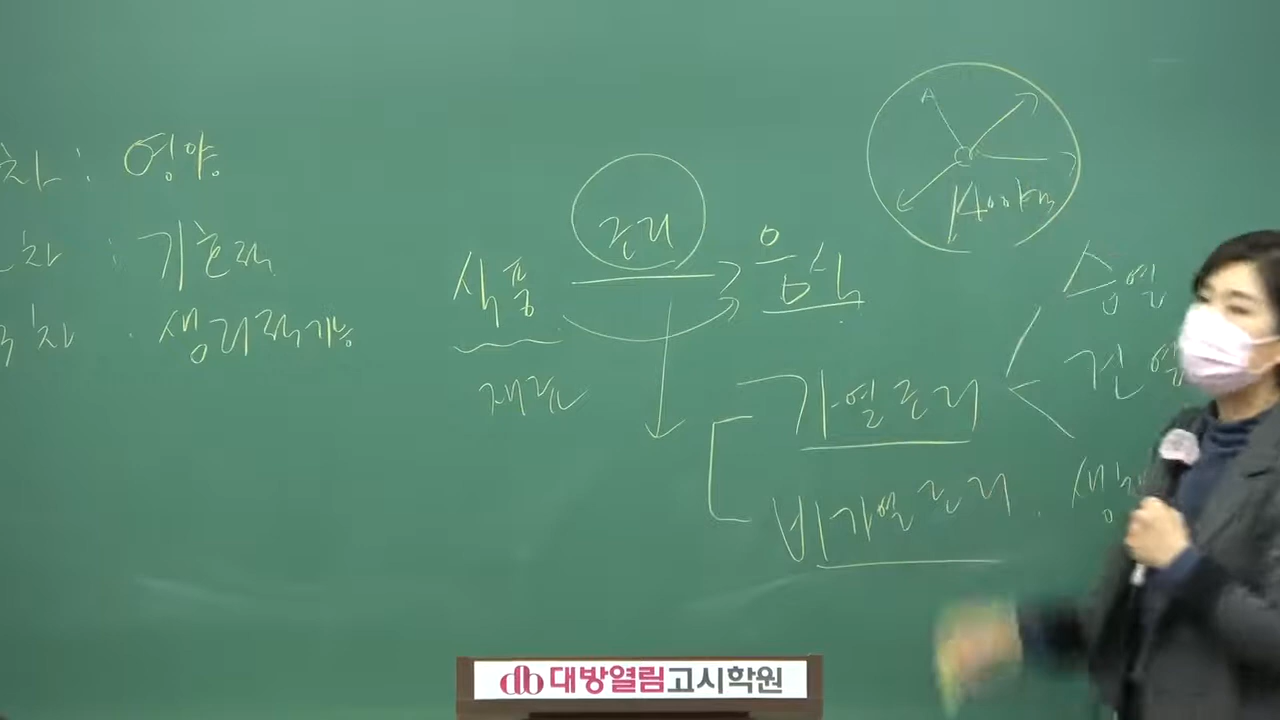 차 : 영양
차 : 기호적
차 : 생리적기능
조리
식품
음식
재료
A
1400km
습열
건열
가열조리
비가열조리
생
대방열림고시학원